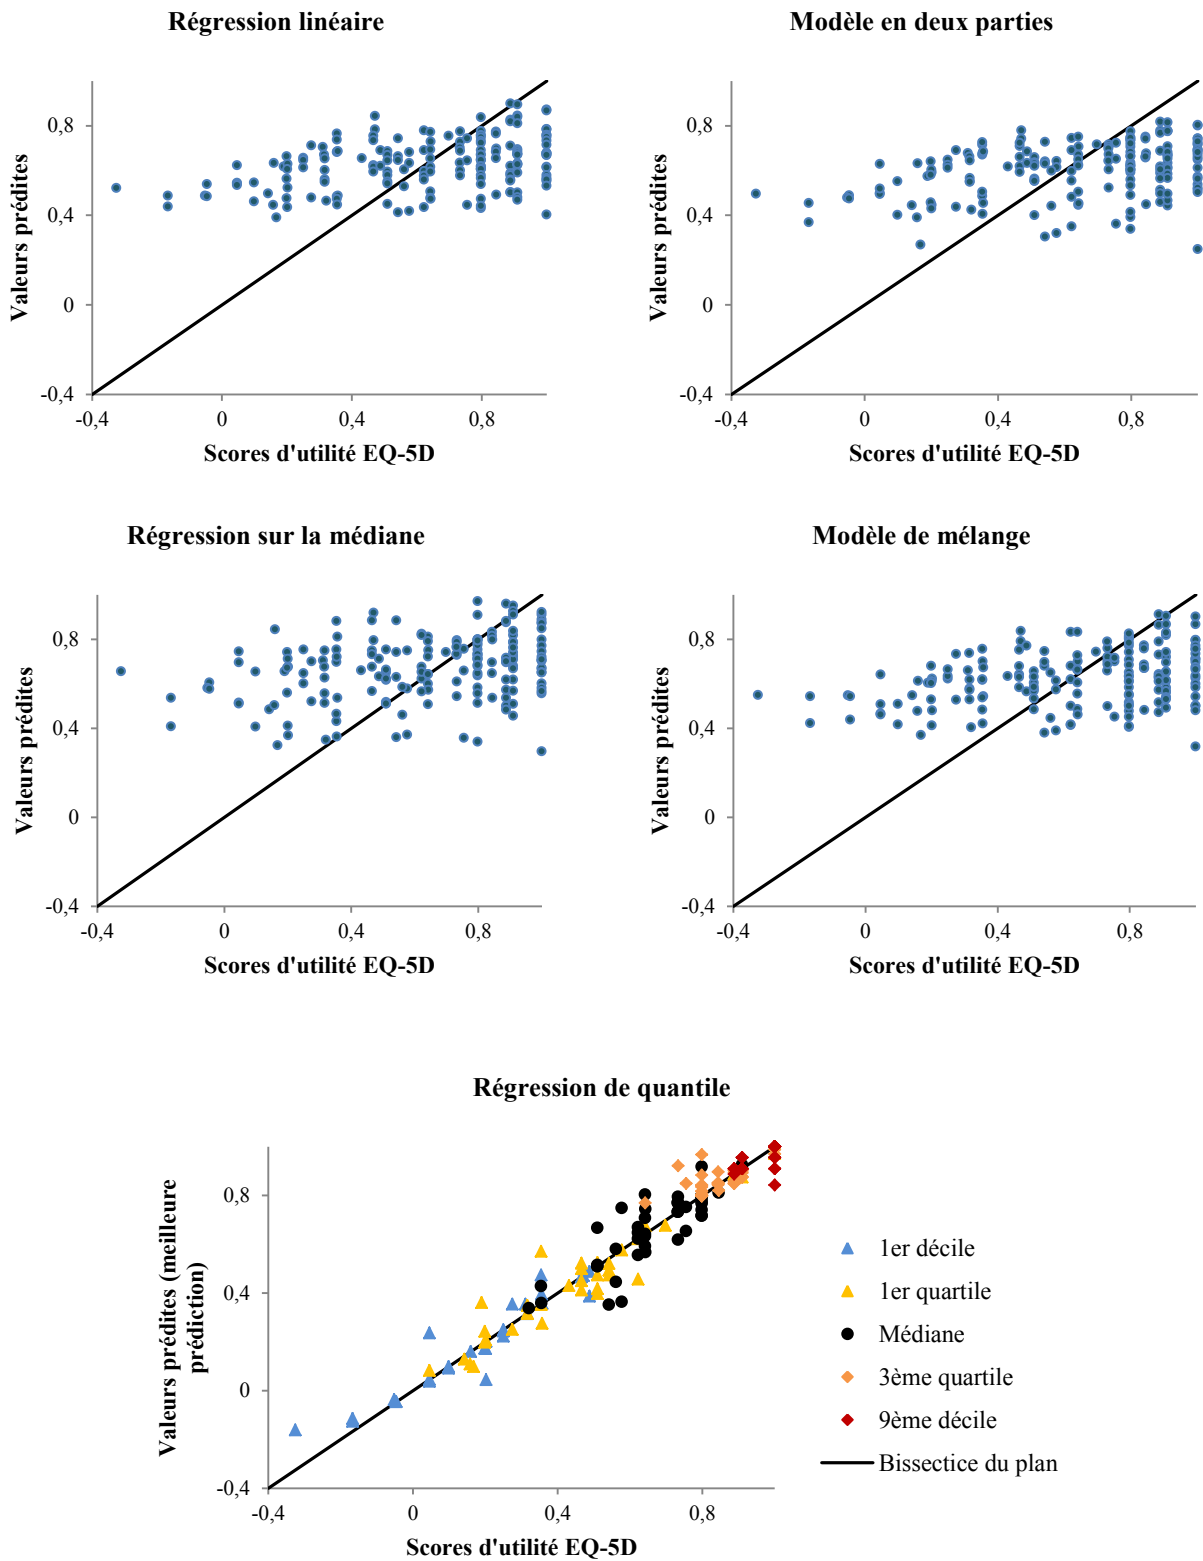 Régression linéaire
Valeurs prédites
0,8
0,4
0
-0,4
-0,4
0
0,4
0,8
Scores d'utilité EQ-5D
Modèle en deux parties
Valeurs prédites
0,8
0,4
0
-0,4
-0,4
0
0,4
0,8
Scores d'utilité EQ-5D
Régression sur la médiane
Valeurs prédites
0,8
0,4
0
-0,4
-0,4
0
0,4
0,8
Scores d'utilité EQ-5D
Modèle de mélange
Valeurs prédites
0,8
0,4
0
-0,4
-0,4
0
0,4
0,8
Scores d'utilité EQ-5D
Régression de quantile
Valeurs prédites (meilleure
prédiction)
0,8
0,4
0
-0,4
-0,4
0
0,4
0,8
Scores d'utilité EQ-5D
1er décile
1er quartile
Médiane
3ème quartile
9ème décile
Bissectice du plan